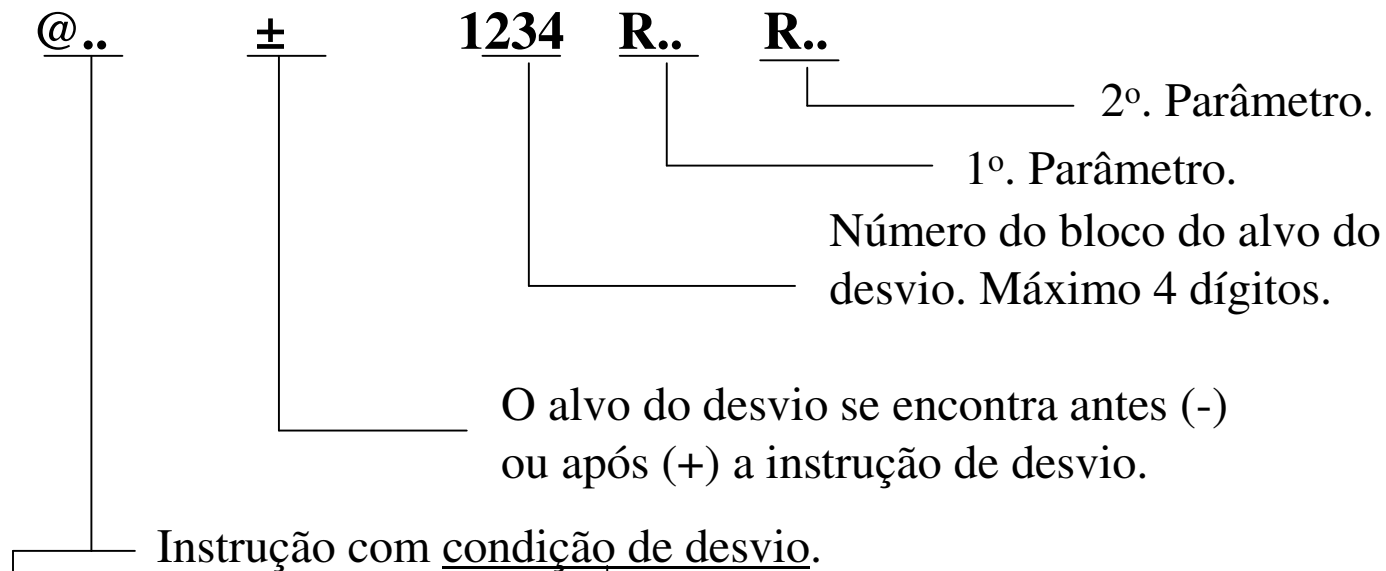 @.. ± 1234 R.. R..
2º. Parâmetro.
1º. Parâmetro.
Número do bloco do alvo do
desvio. Máximo 4 dígitos.
O alvo do desvio se encontra antes (-)
ou após (+) a instrução de desvio.
Instrução com condição de desvio.